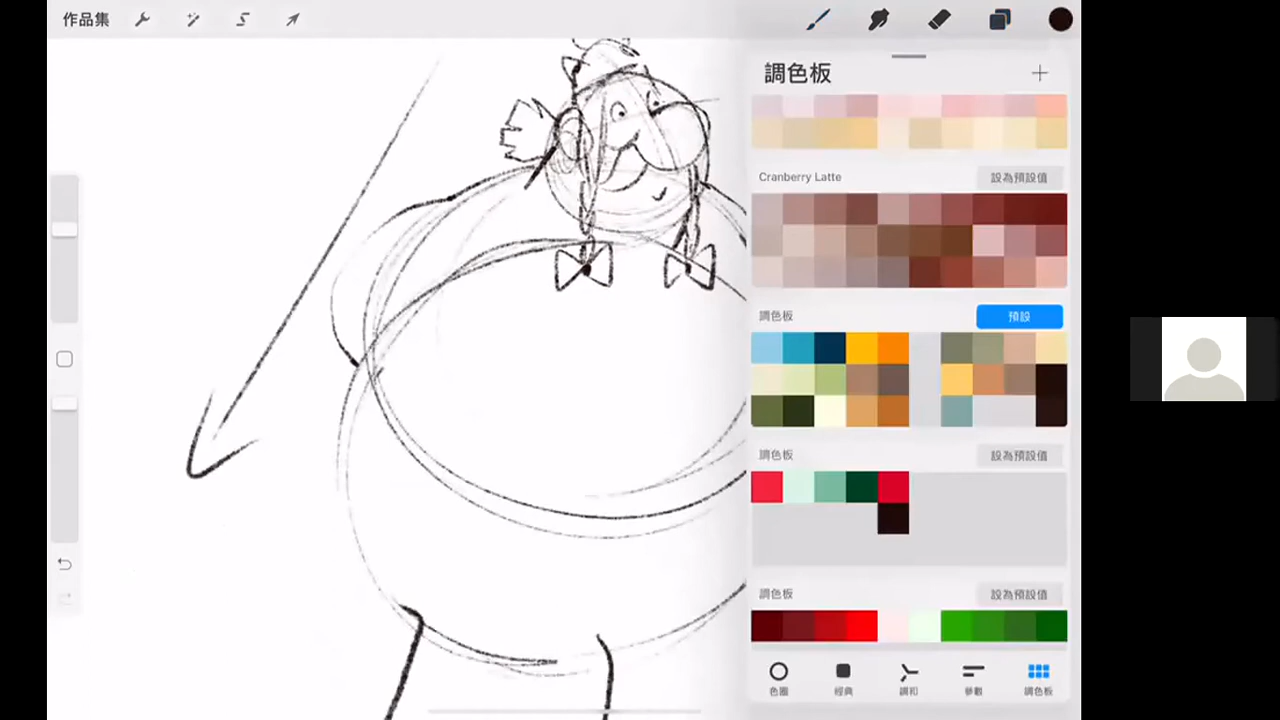 作品集
調色板
Cranberry Latte
設為預設值
調色板
預設
調色板
設為預設值
調色板
設為預設值
色圈
經典
調和
參數
調色板